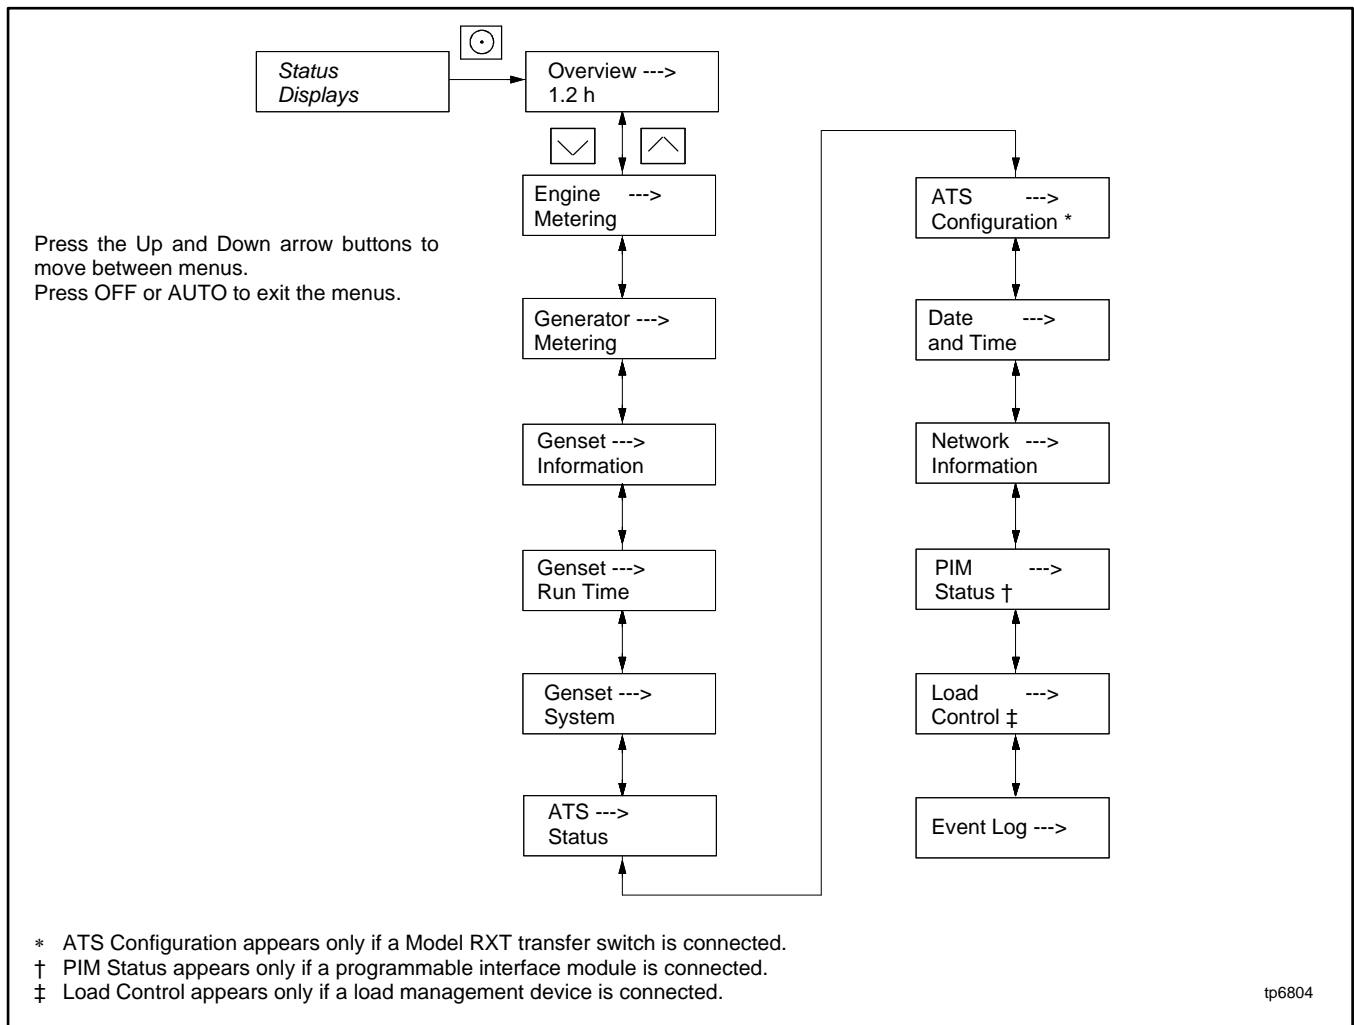 Status
Displays
Overview --->
1.2 h
Engine --->
Metering
Press the Up and Down arrow buttons to
move between menus.
Press OFF or AUTO to exit the menus.
Generator --->
Metering
Genset --->
Information
Genset --->
Run Time
Genset --->
System
ATS --->
Status
ATS --->
Configuration *
Date --->
and Time
Network --->
Information
PIM --->
Status †
Load --->
Control ‡
Event Log --->
* ATS Configuration appears only if a Model RXT transfer switch is connected.
† PIM Status appears only if a programmable interface module is connected.
‡ Load Control appears only if a load management device is connected.
tp6804